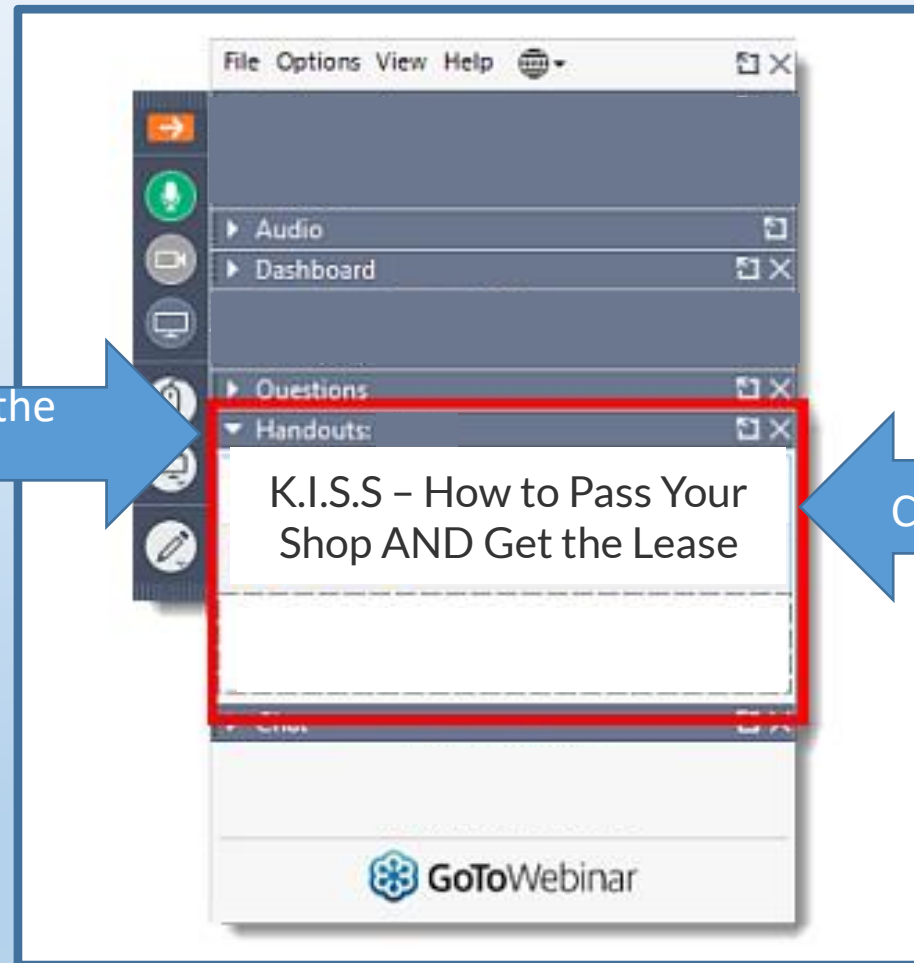 File Options View Help
Audio
Dashboard
Questions
the
Handouts:
K.I.S.S – How to Pass Your
Shop AND Get the Lease
C
Chat
GoToWebinar